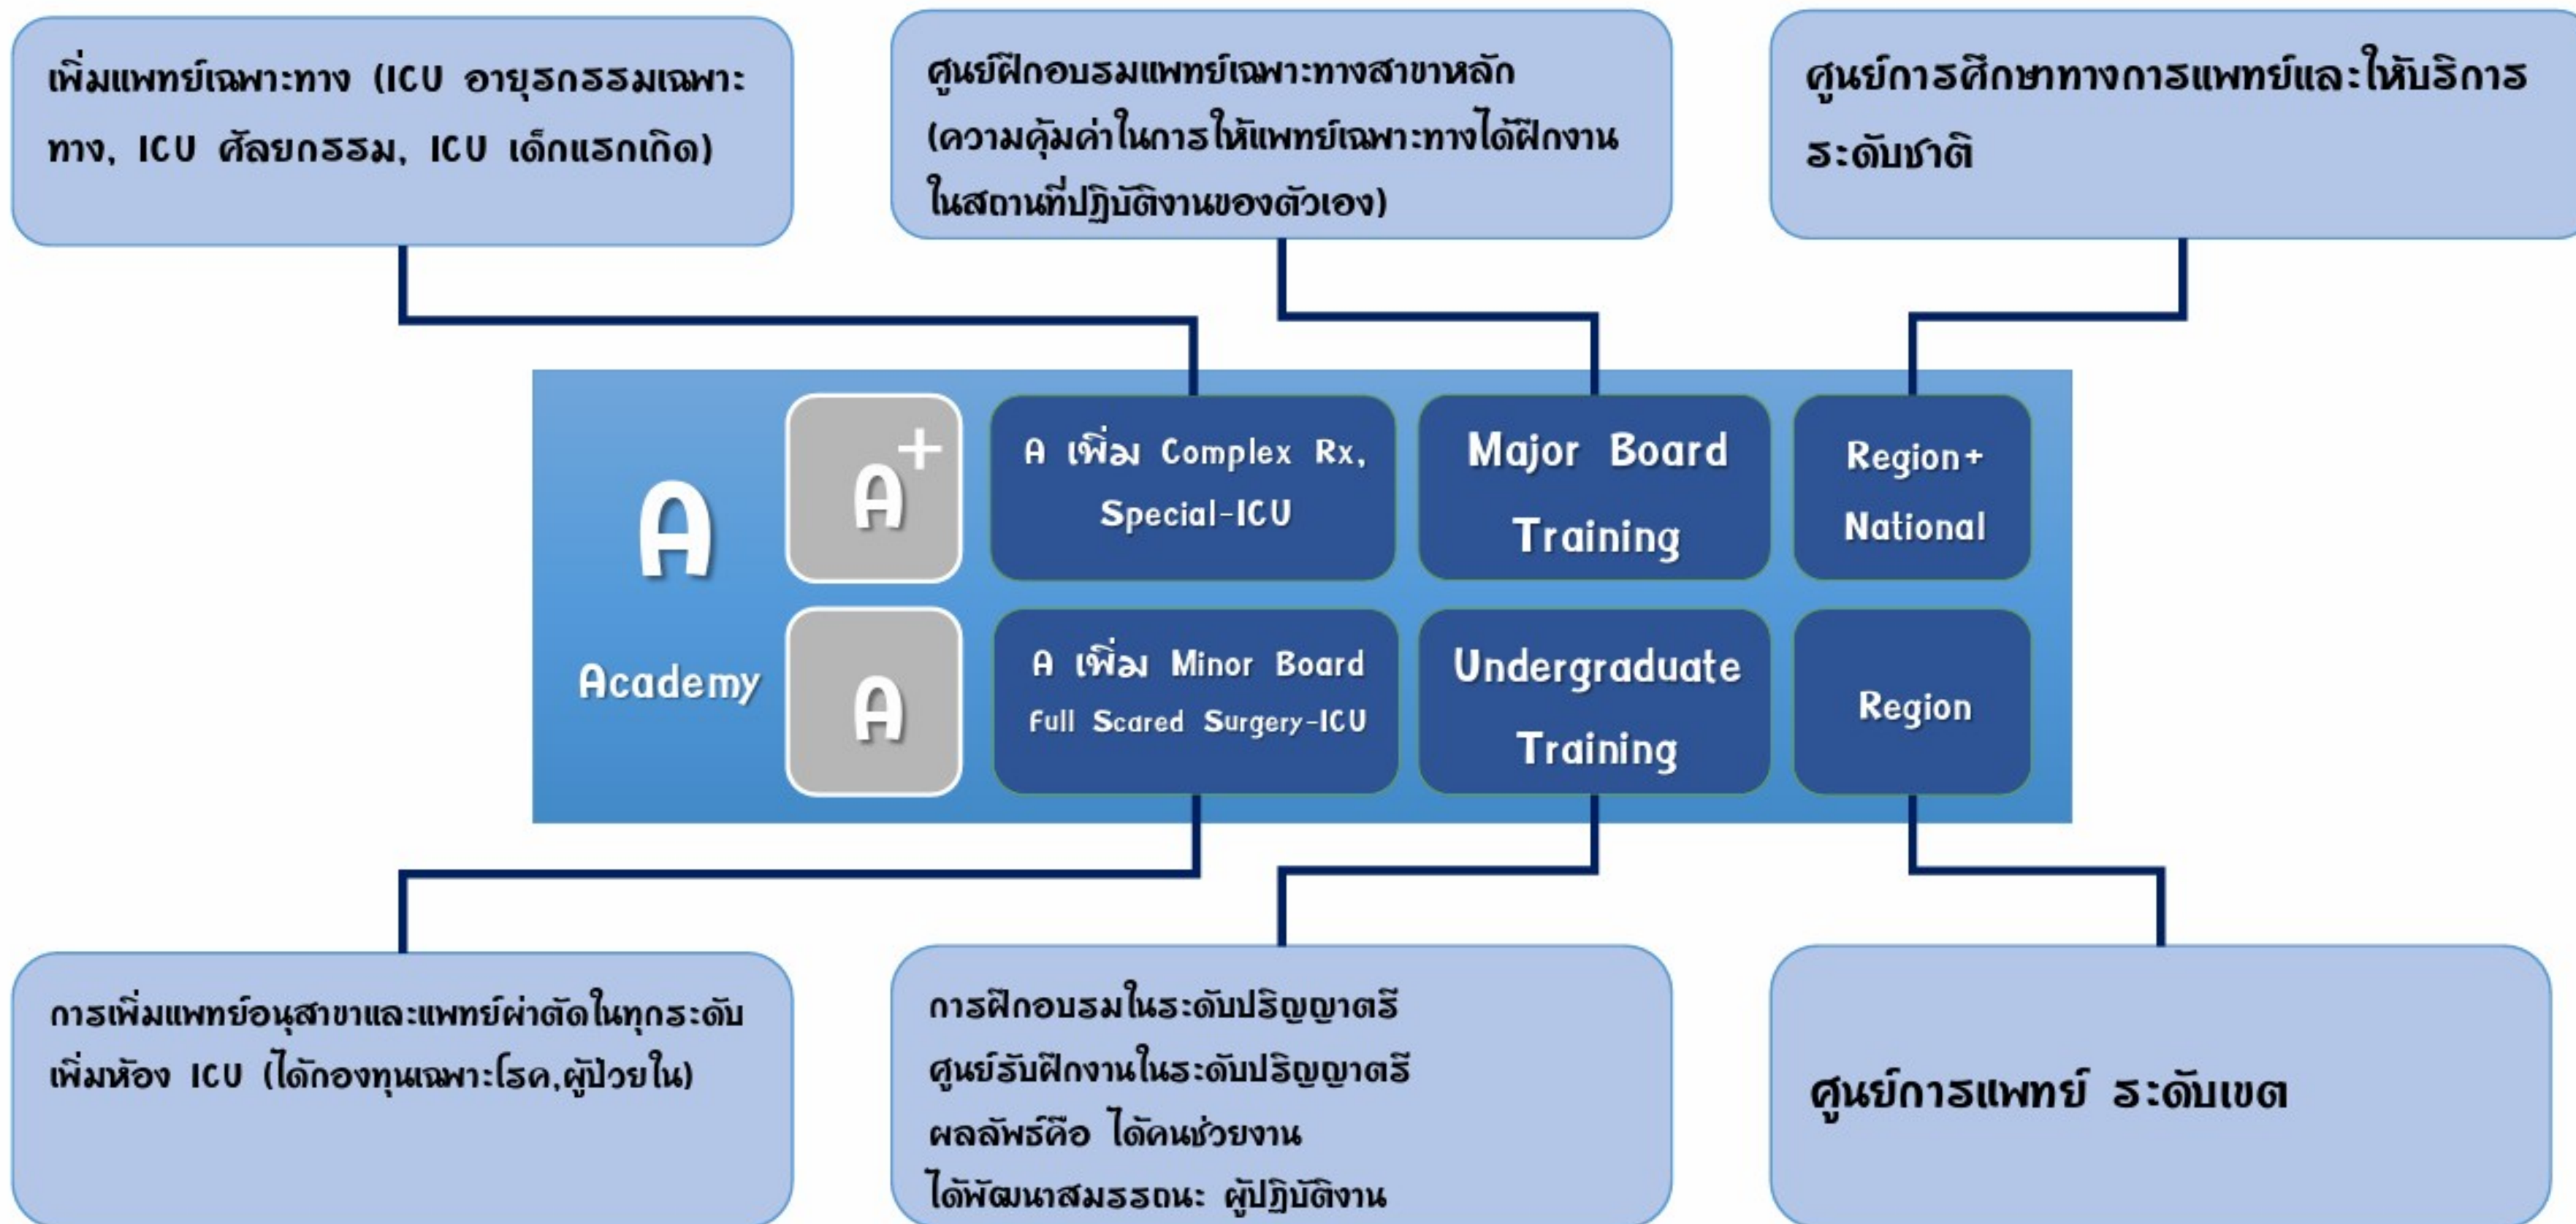 เพิ่มแพทย์เฉพาะทาง (ICU อายุรกรรมเฉพาะ
ทาง, ICU ศัลยกรรม, ICU เด็กแรกเกิด)
ศูนย์ฝึกอบรมแพทย์เฉพาะทางสาขาหลัก
(ความคุ้มค่าในการให้แพทย์เฉพาะทางได้ฝึกงาน
ในสถานที่ปฏิบัติงานของตัวเอง)
ศูนย์การศึกษาทางการแพทย์และให้บริการ
ระดับชาติ
A
Academy
A+
A เพิ่ม Complex Rx,
Special-ICU
Major Board
Training
Region+
National
A
A เพิ่ม Minor Board
Full Scared Surgery-ICU
Undergraduate
Training
Region
การเพิ่มแพทย์อนุสาขาและแพทย์ผ่าตัดในทุกระดับ
เพิ่มห้อง ICU (ได้กองทุนเฉพาะโรค,ผู้ป่วยใน)
การฝึกอบรมในระดับปริญญาตรี
ศูนย์รับฝึกงานในระดับปริญญาตรี
ผลลัพธ์คือ ได้คนช่วยงาน
ได้พัฒนาสมรรถนะ ผู้ปฏิบัติงาน
ศูนย์การแพทย์ ระดับเขต